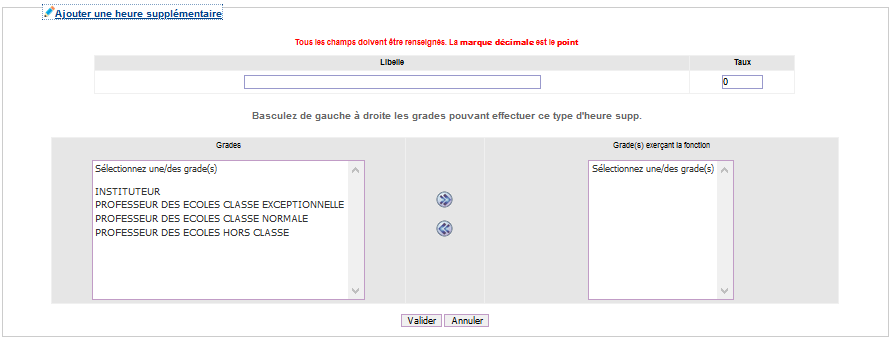 Ajouter une heure supplémentaire
Tous les champs doivent être renseignés. La marque décimale est le point
Libelle Taux
0
Basculez de gauche à droite les grades pouvant effectuer ce type d'heure supp.
Grades Grade(s) exerçant la fonction
Sélectionnez une/des grade(s) Sélectionnez une/des grade(s)
INSTITUTEUR
PROFESSEUR DES ECOLES CLASSE EXCEPTIONNELLE
PROFESSEUR DES ECOLES CLASSE NORMALE
PROFESSEUR DES ECOLES HORS CLASSE
Valider Annuler